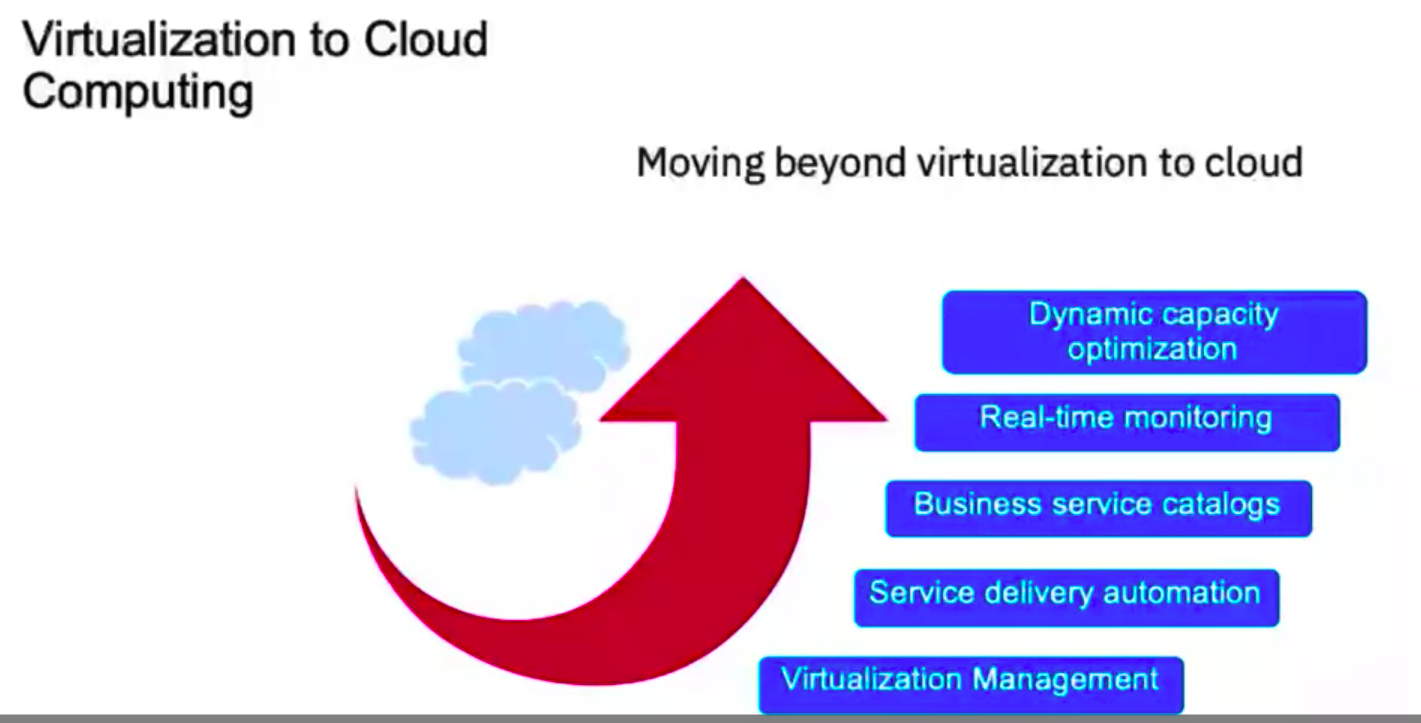 Virtualization to Cloud
Computing
Moving beyond virtualization to cloud
Dynamic capacity
optimization
Real-time monitoring
Business service catalogs
Service delivery automation
Virtualization Management